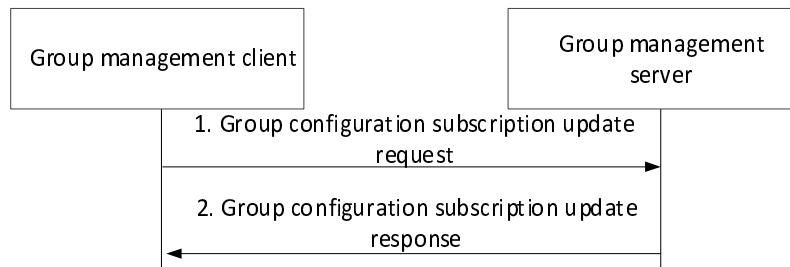 Group management client
Group management
server
1. Group configuration subscription update
request
2. Group configuration subscription update
response